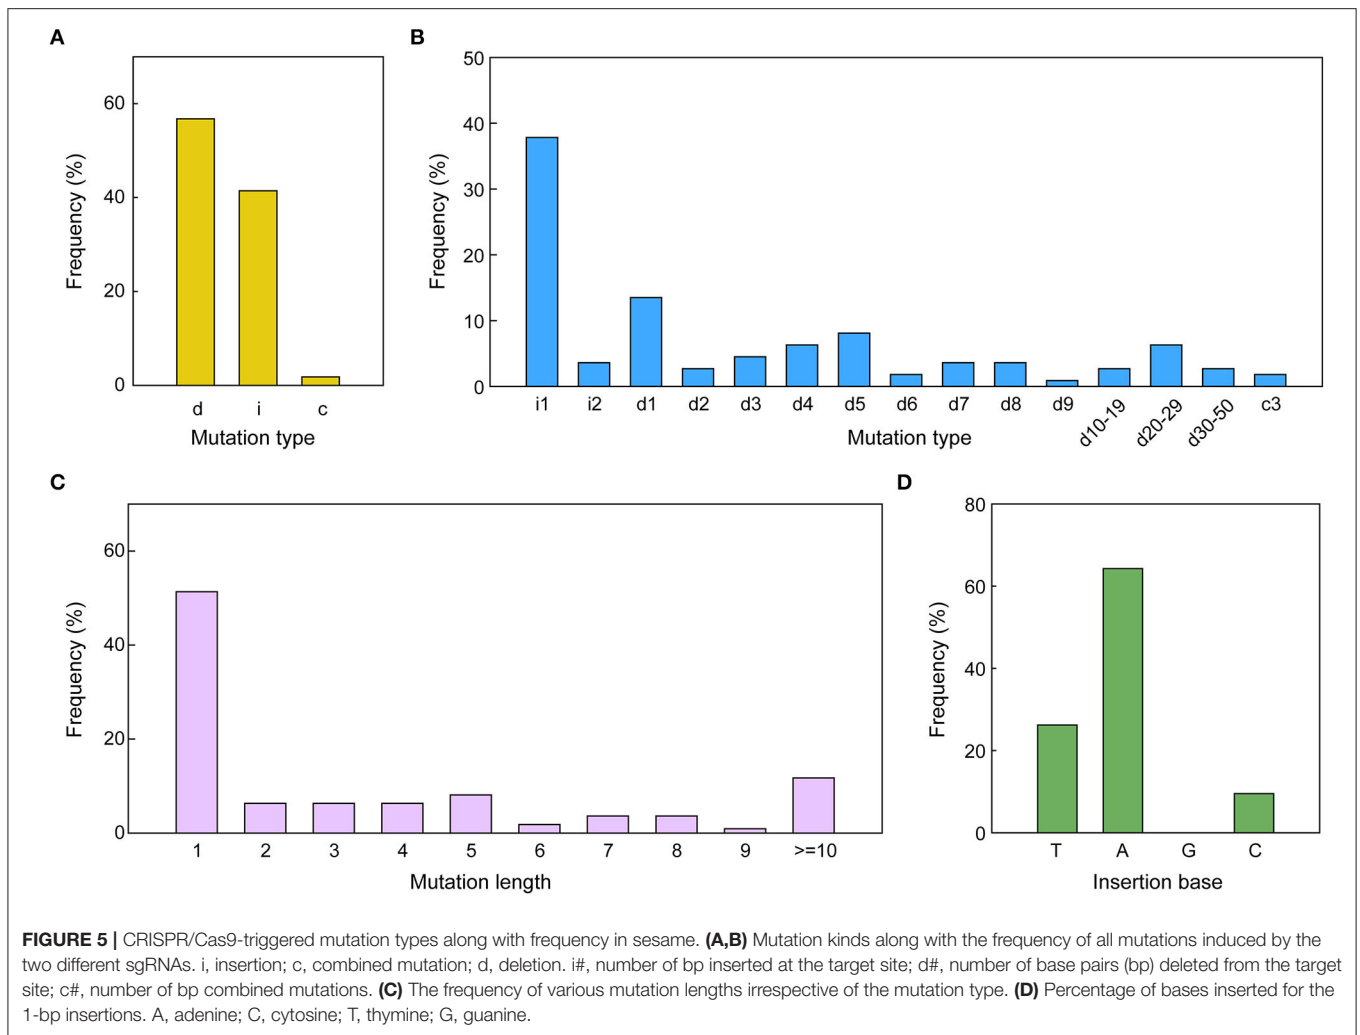 A
60
40
20
0
Frequency (%)
d i c
Mutation type
B
50
40
30
20
10
0
Frequency (%)
i1 i2 d1 d2 d3 d4 d5 d6 d7 d8 d9 d10-19 d20-29 d30-50 c3
Mutation type
C
60
40
20
0
Frequency (%)
1 2 3 4 5 6 7 8 9 >=10
Mutation length
D
80
60
40
20
0
Frequency (%)
T A G C
Insertion base
FIGURE 5 | CRISPR/Cas9-triggered mutation types along with frequency in sesame. (A,B) Mutation kinds along with the frequency of all mutations induced by the
two different sgRNAs. i, insertion; c, combined mutation; d, deletion. i#, number of bp inserted at the target site; d#, number of base pairs (bp) deleted from the target
site; c#, number of bp combined mutations. (C) The frequency of various mutation lengths irrespective of the mutation type. (D) Percentage of bases inserted for the
1-bp insertions. A, adenine; C, cytosine; T, thymine; G, guanine.